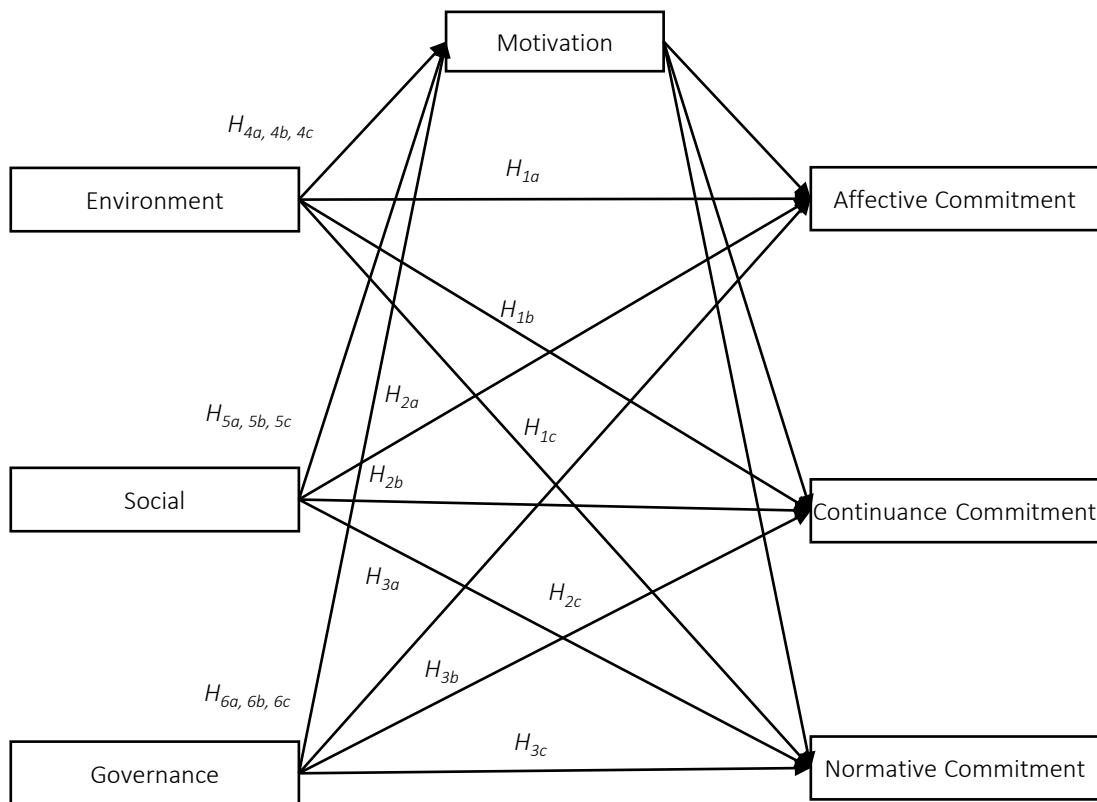 Motivation
H4a, 4b, 4c
H1a
Environment
Affective Commitment
H1b
H2a
H5a, 5b, 5c
H1c
H2b
Social
Continuance Commitment
H3a
H2c
H3b
H6a, 6b, 6c
H3c
Governance
Normative Commitment